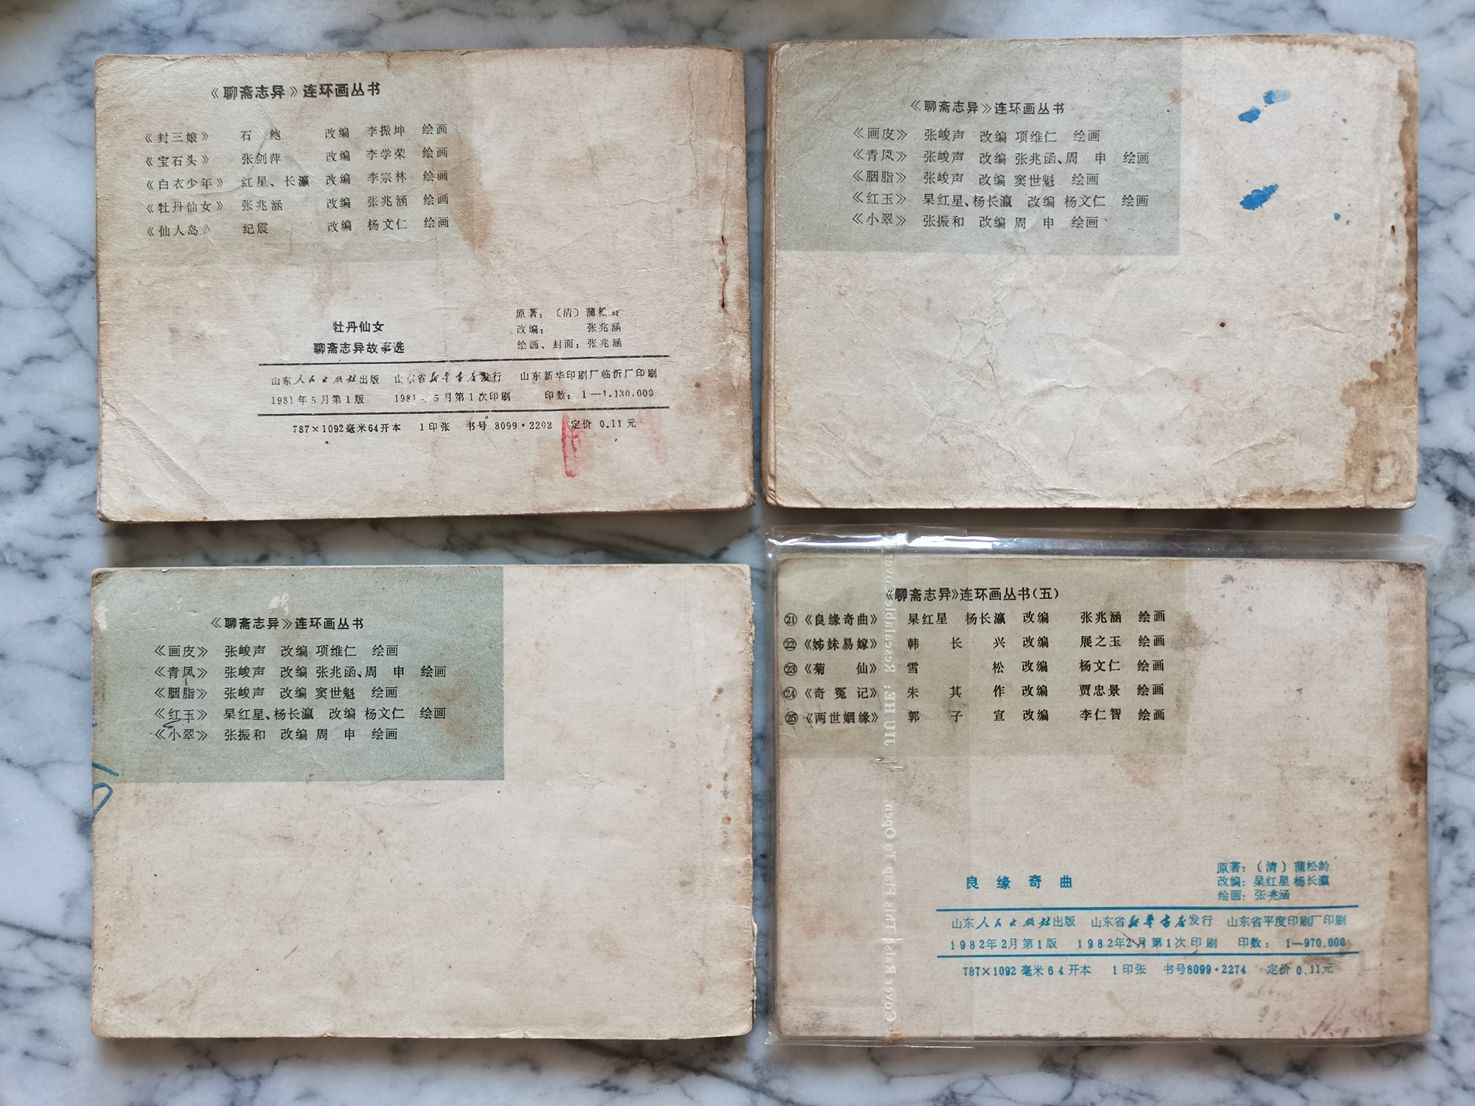 《聊斋志异》连环画丛书
《封三娘》 石鲍 改编 李振坤 绘画
《宝石头》 张剑萍 改编 李学荣 绘画
《白衣少年》 红星、长瀛 改编 李宗林 绘画
《牡丹仙女》 张兆涵 改编 张兆涵 绘画
《仙人岛》 纪震 改编 杨文仁 绘画
牡丹仙女
聊斋志异故事选
原著:〔清〕蒲松龄
改编: 张兆涵
绘画、封面:张兆涵
山东人民出版社出版 山东省新华书店发行 山东新华印刷厂临沂厂印刷
1981年5月第1版 1981 5月第1次印刷 印数:1—1,130,000
787×1092毫米64开本 1印张 书号 8099·2202 定价 0.11元
《聊斋志异》连环画丛书
《画皮》 张峻声 改编 项维仁 绘画
《青凤》 张峻声 改编 张兆函、周申 绘画
《胭脂》 张峻声 改编 窦世魁 绘画
《红玉》 杲红星、杨长瀛 改编 杨文仁 绘画
《小翠》 张振和 改编 周申 绘画
《聊斋志异》连环画丛书
《画皮》 张峻声 改编 项维仁 绘画
《青凤》 张峻声 改编 张兆函、周申 绘画
《胭脂》 张峻声 改编 窦世魁 绘画
《红玉》 杲红星、杨长瀛 改编 杨文仁 绘画
《小翠》 张振和 改编 周申 绘画
《聊斋志异》连环画丛书(五)
㉑《良缘奇曲》 杲红星 杨长瀛 改编 张兆涵 绘画
㉒《姊妹易嫁》 韩长兴 改编 展之玉 绘画
㉓《菊仙》 雪松 改编 杨文仁 绘画
㉔《奇冤记》 朱其作 改编 贾忠景 绘画
㉕《两世姻缘》 郭子宣 改编 李仁智 绘画
良缘奇曲
原著:〔清〕蒲松龄
改编:杲红星 杨长瀛
绘画:张兆涵
山东人民出版社出版 山东省新华书店发行 山东省平度印刷厂印刷
1982年2月第1版 1982年2月第1次印刷 印数:1—970,000
787×1092毫米64开本 1印张 书号8099·2274 定价 0.11元
JIU HE: Resealable Cover
Cover Raise This Flap To Open.